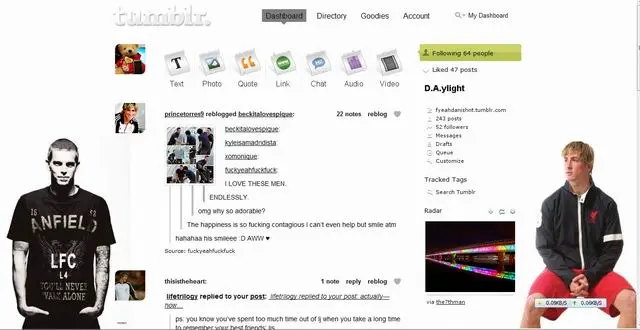 tumblr.
Dashboard Directory Goodies Account
My Dashboard
Text Photo Quote Link Chat Audio Video
Following 64 people
Liked 47 posts
D.A.ylight
fyeahdanishnt.tumblr.com
243 posts
52 followers
Messages
Drafts
Queue
Customize
Tracked Tags
Search Tumblr
Radar
via the7thman
princetorres9 reblogged beckitalovespique: 22 notes reblog
beckitalovespique:
kyleisamadridista:
xomonique:
fuckyeahfuckfuck:
I LOVE THESE MEN.
ENDLESSLY.
omg why so adorable?
The happiness is so fucking contagious i can't even help but smile atm
hahahaa his smileee :D AWW ♥
Source: fuckyeahfuckfuck
thisistheheart: 1 note reply reblog
lifetrilogy replied to your post: lifetrilogy replied to your post: actually—
now…
ps. you know you've spent too much time out of lj when you take a long time
to remember your best friends' ljs
ANFIELD
LFC
L4
YOU'LL NEVER
WALK ALONE
0.09KB/S 0.09KB/S